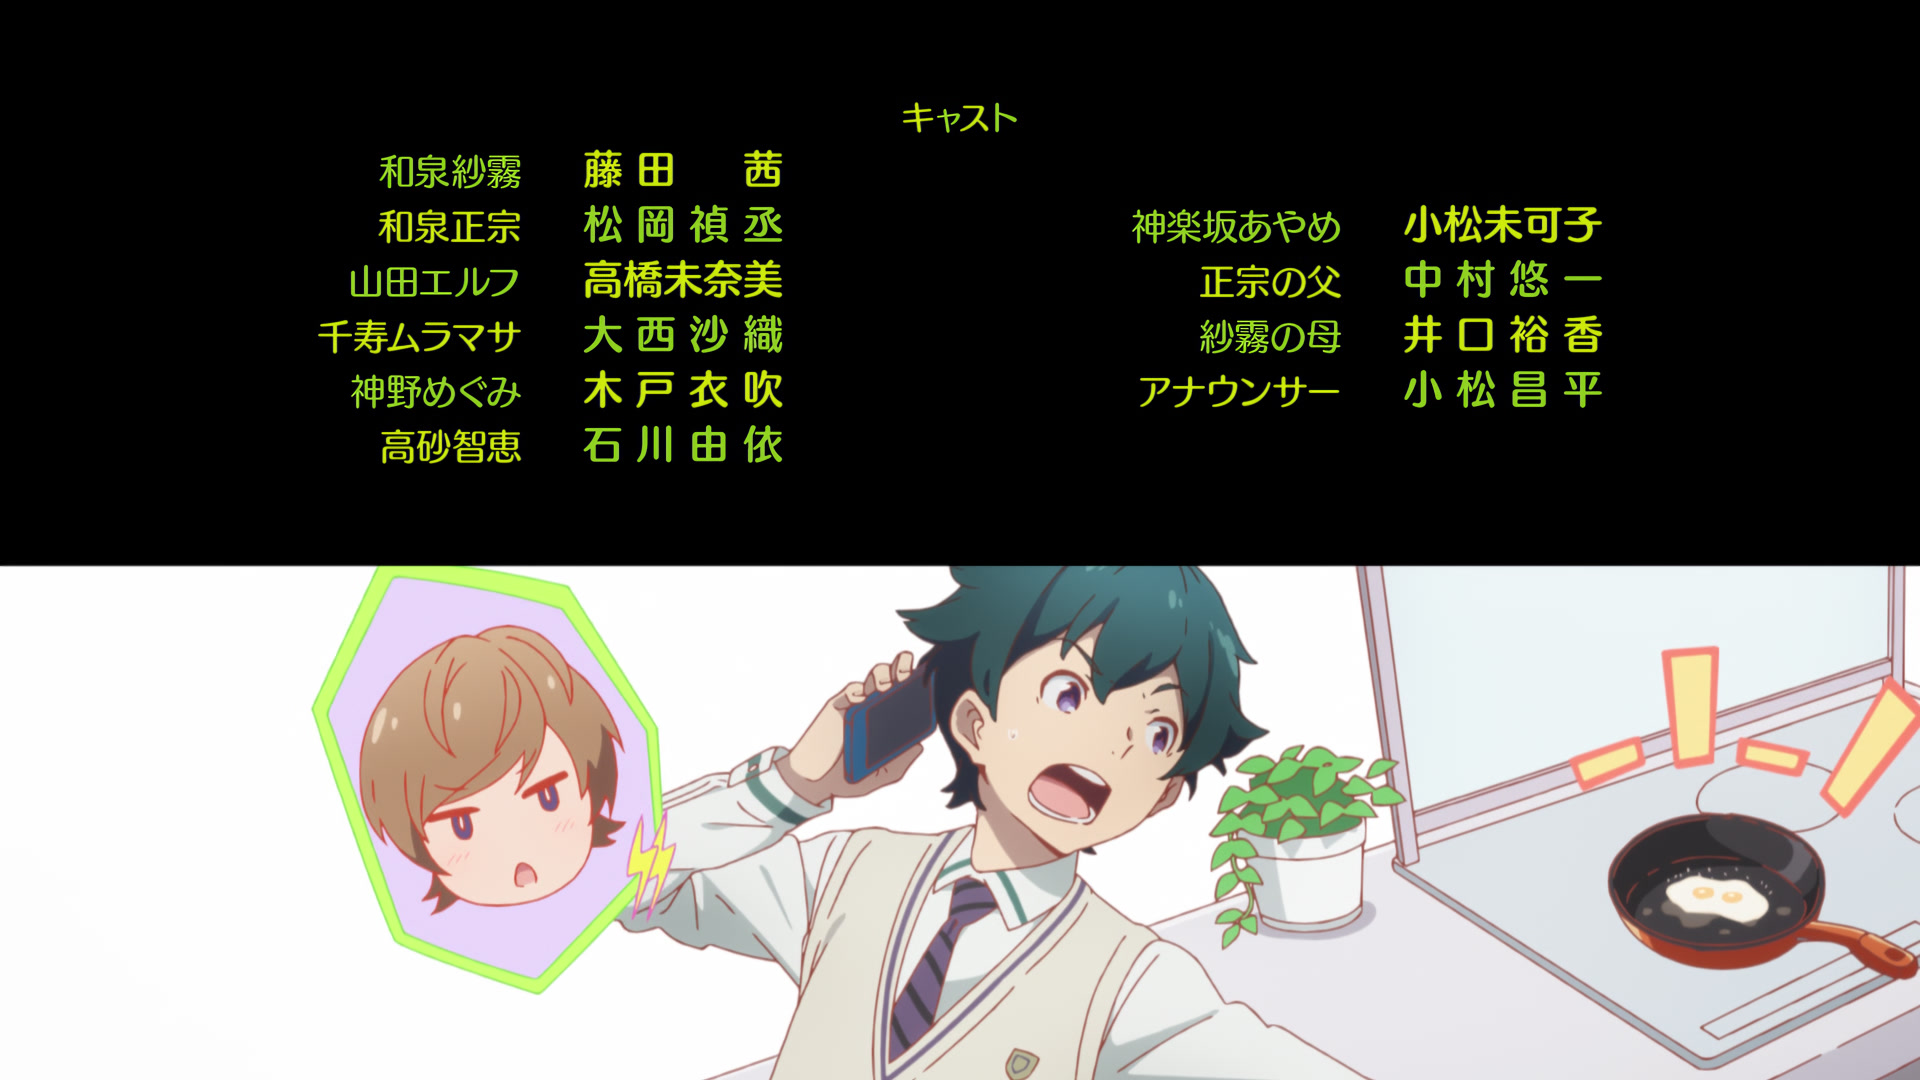 キャスト
和泉紗霧 藤田 茜
和泉正宗 松岡禎丞
山田エルフ 高橋未奈美
千寿ムラマサ 大西沙織
神野めぐみ 木戸衣吹
高砂智恵 石川由依
神楽坂あやめ 小松未可子
正宗の父 中村悠一
紗霧の母 井口裕香
アナウンサー 小松昌平